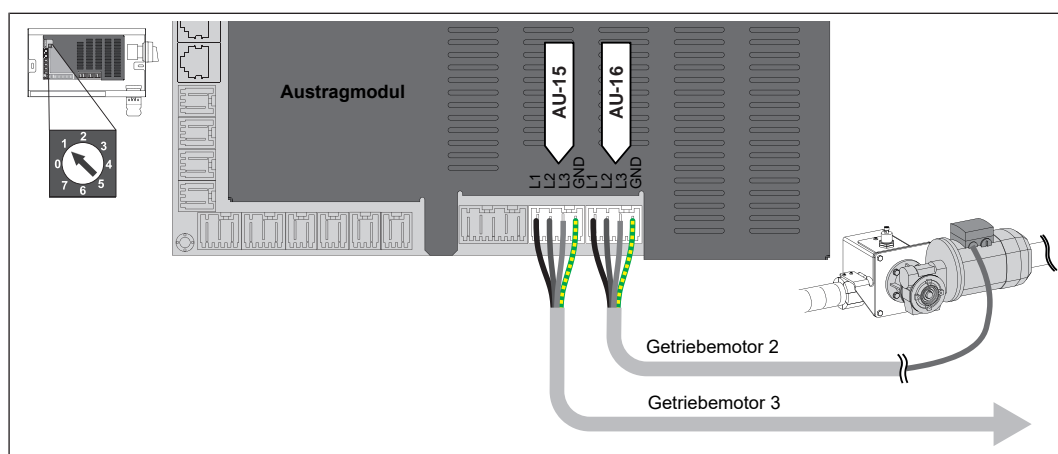 Austragmodul
AU-15
AU-16
L1
L2
L3
GND
L1
L2
L3
GND
0
1
2
3
4
5
6
7
Getriebemotor 2
Getriebemotor 3